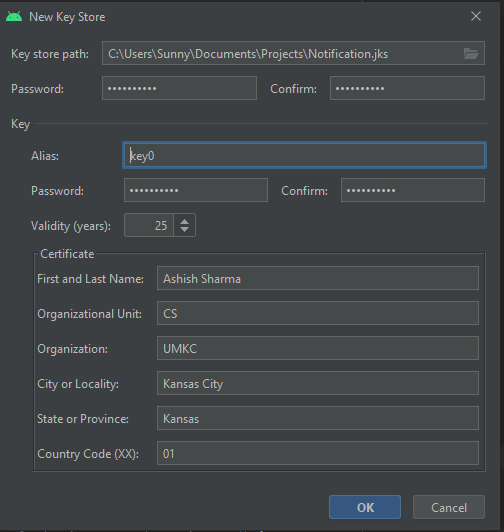 New Key Store
Key store path: C:\Users\Sunny\Documents\Projects\Notification.jks
Password: •••••••••• Confirm: ••••••••••
Key
Alias: key0
Password: •••••••••• Confirm: ••••••••••
Validity (years): 25
Certificate
First and Last Name: Ashish Sharma
Organizational Unit: CS
Organization: UMKC
City or Locality: Kansas City
State or Province: Kansas
Country Code (XX): 01
OK Cancel